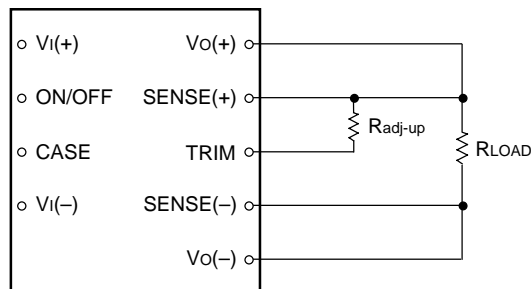 VI(+) VO(+)
ON/OFF SENSE(+)
Radj-up
CASE TRIM
RLOAD
VI(–) SENSE(–)
VO(–)